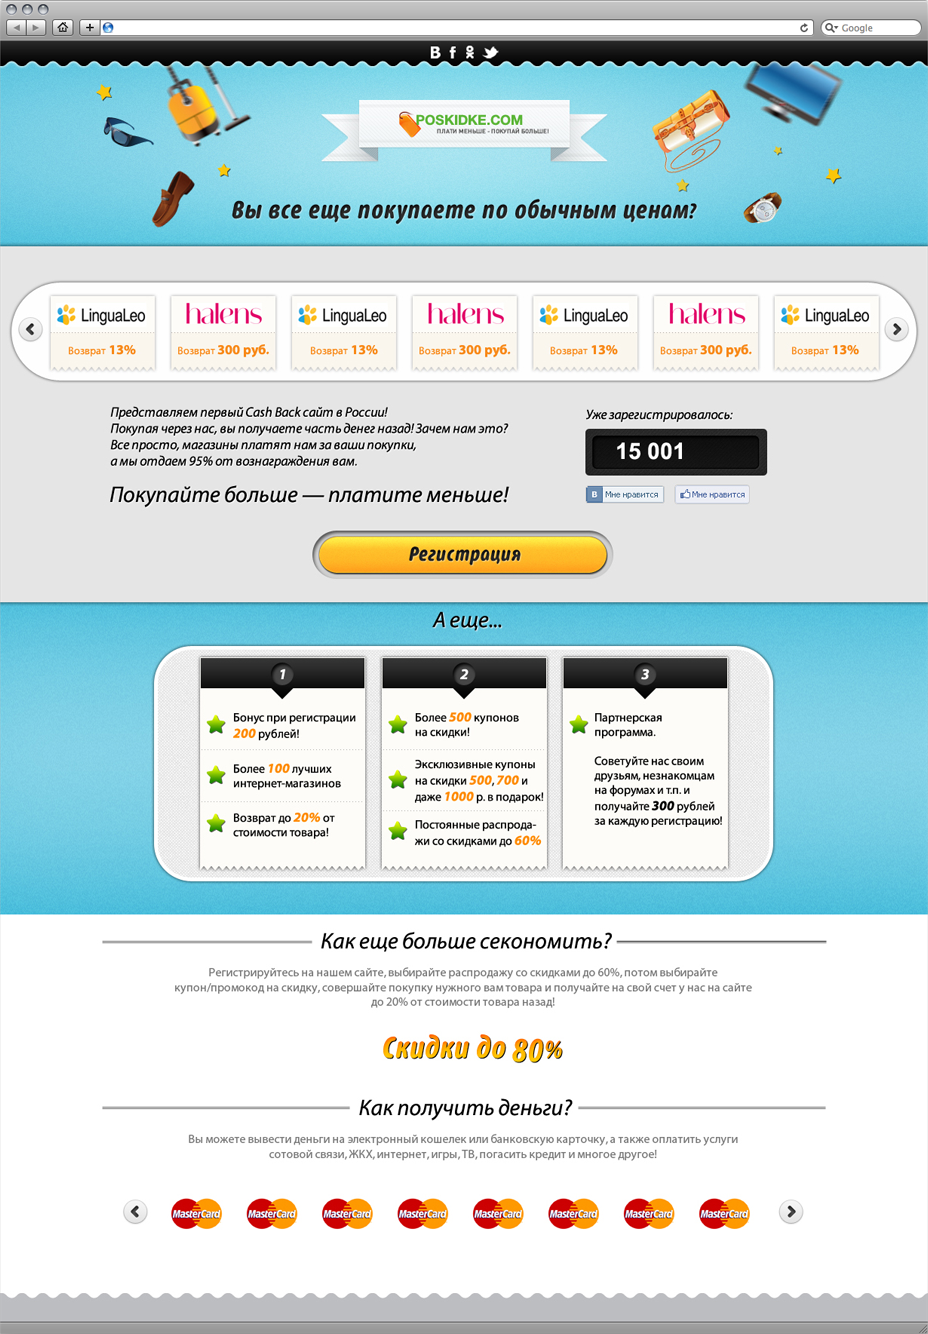 Google
POSKIDKE.COM
ПЛАТИ МЕНЬШЕ - ПОКУПАЙ БОЛЬШЕ!
Вы все еще покупаете по обычным ценам?
LinguaLeo
Возврат 13%
halens
Возврат 300 руб.
LinguaLeo
Возврат 13%
halens
Возврат 300 руб.
LinguaLeo
Возврат 13%
halens
Возврат 300 руб.
LinguaLeo
Возврат 13%
Представляем первый Cash Back сайт в России!
Покупая через нас, вы получаете часть денег назад! Зачем нам это?
Все просто, магазины платят нам за ваши покупки,
а мы отдаем 95% от вознаграждения вам.
Покупайте больше — платите меньше!
Уже зарегистрировалось:
15 001
В Мне нравится
Мне нравится
Регистрация
А еще...
1
Бонус при регистрации
200 рублей!
Более 100 лучших
интернет-магазинов
Возврат до 20% от
стоимости товара!
2
Более 500 купонов
на скидки!
Эксклюзивные купоны
на скидки 500, 700 и
даже 1000 р. в подарок!
Постоянные распрода-
жи со скидками до 60%
3
Партнерская
программа.
Советуйте нас своим
друзьям, незнакомцам
на форумах и т.п. и
получайте 300 рублей
за каждую регистрацию!
Как еще больше секономить?
Регистрируйтесь на нашем сайте, выбирайте распродажу со скидками до 60%, потом выбирайте
купон/промокод на скидку, совершайте покупку нужного вам товара и получайте на свой счет у нас на сайте
до 20% от стоимости товара назад!
Скидки до 80%
Как получить деньги?
Вы можете вывести деньги на электронный кошелек или банковскую карточку, а также оплатить услуги
сотовой связи, ЖКХ, интернет, игры, ТВ, погасить кредит и многое другое!
MasterCard MasterCard MasterCard MasterCard MasterCard MasterCard MasterCard MasterCard